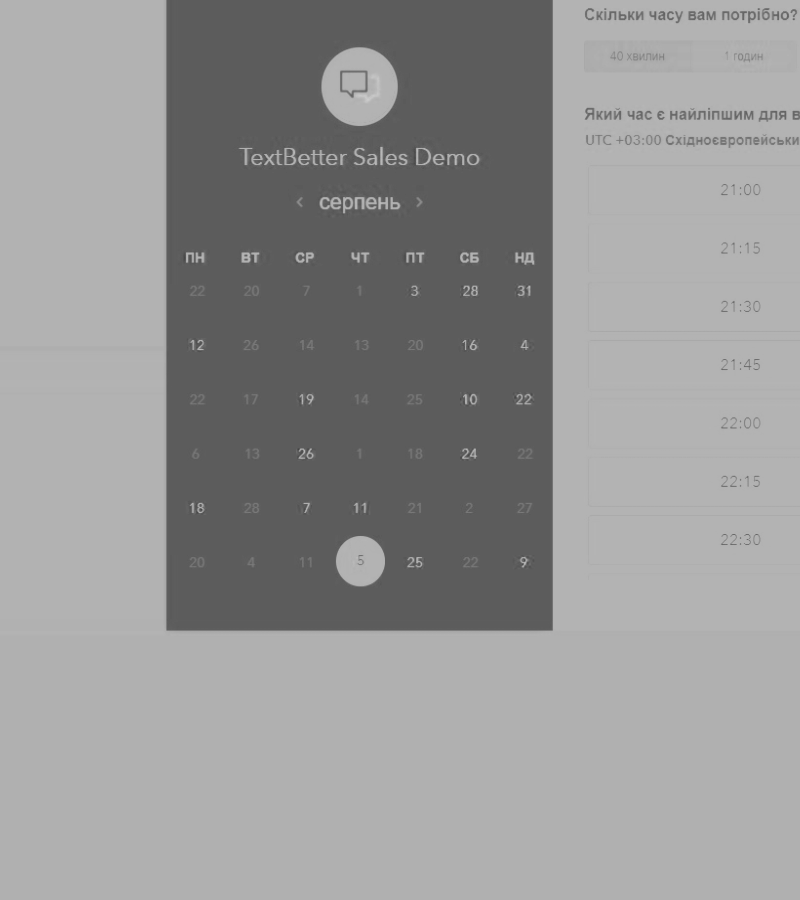 TextBetter Sales Demo
‹ серпень ›
ПН ВТ СР ЧТ ПТ СБ НД
22 20 7 1 3 28 31
12 26 14 13 20 16 4
22 17 19 14 25 10 22
6 13 26 1 18 24 22
18 28 7 11 21 2 27
20 4 11 5 25 22 9
Скільки часу вам потрібно?
40 хвилин 1 годин
Який час є найліпшим для в
UTC +03:00 Східноєвропейськи
21:00
21:15
21:30
21:45
22:00
22:15
22:30